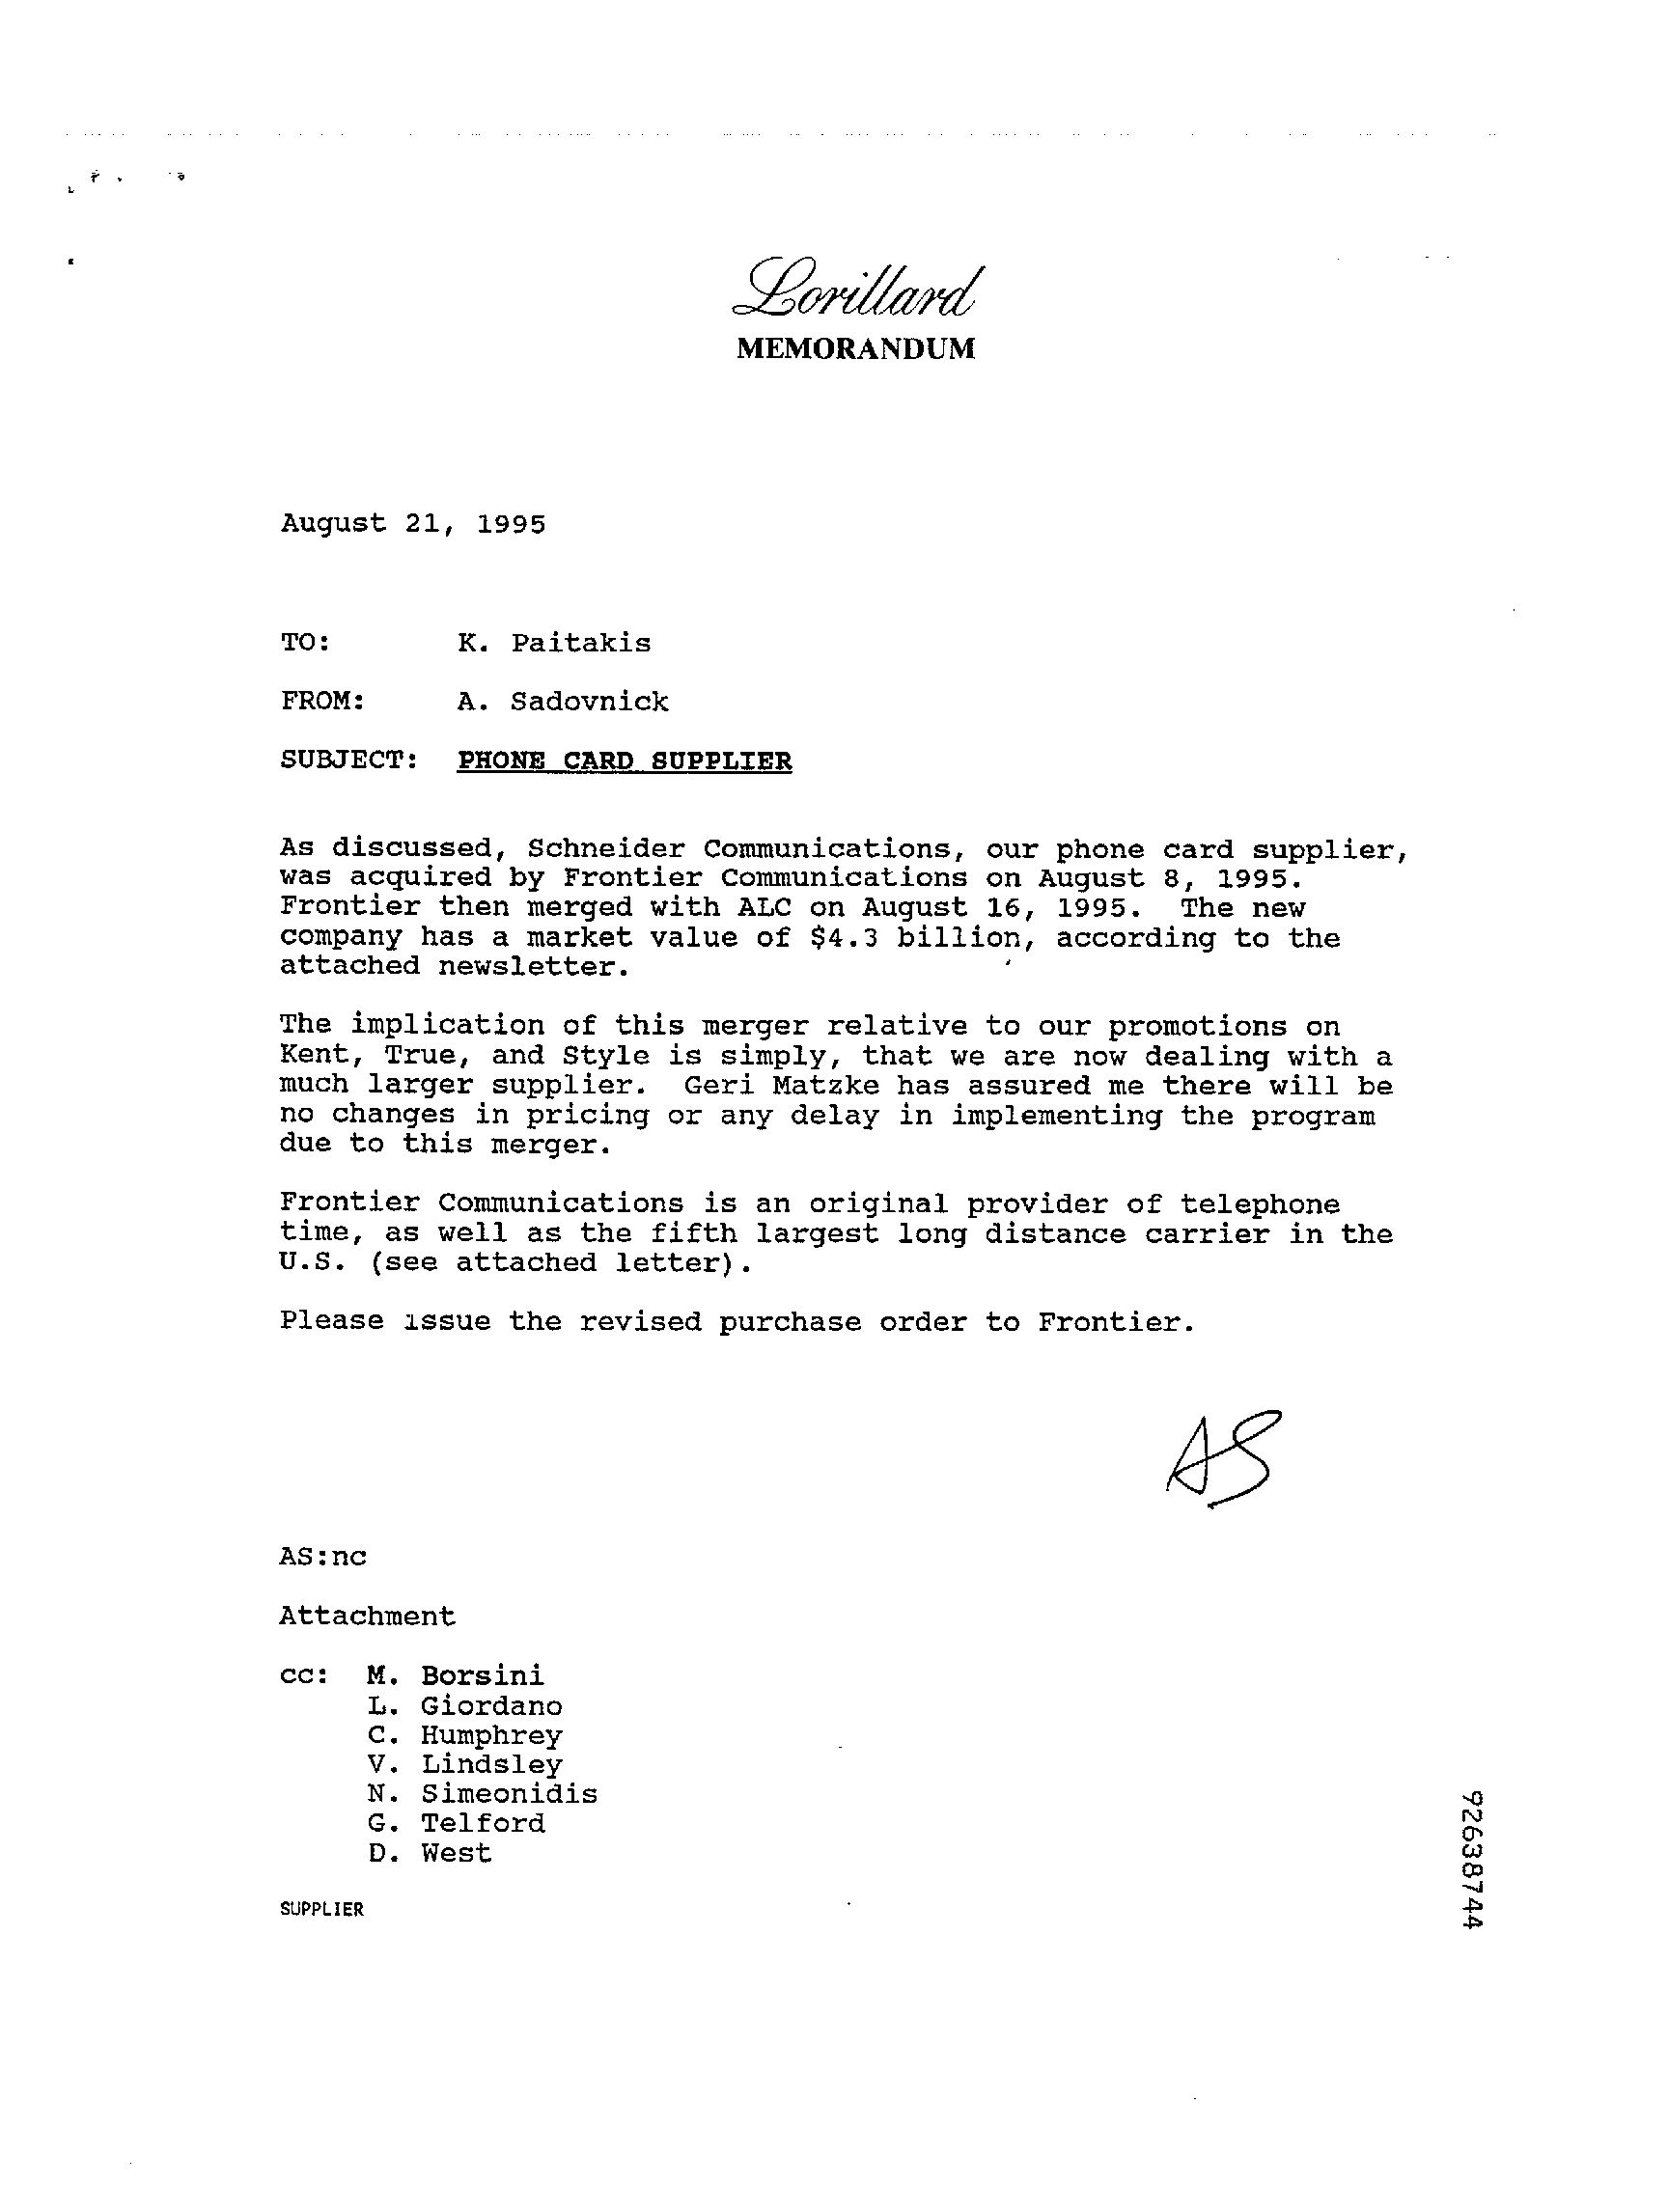 Lorillard
MEMORANDUM
August 21, 1995
TO: K. Paitakis
FROM: A. Sadovnick
SUBJECT: PHONE CARD SUPPLIER
As discussed, Schneider Communications, our phone card supplier,
was acquired by Frontier Communications on August 8, 1995.
Frontier then merged with ALC on August 16, 1995. The new
company has a market value of $4.3 billion, according to the
attached newsletter.
The implication of this merger relative to our promotions on
Kent, True, and Style is simply, that we are now dealing with a
much larger supplier. Geri Matzke has assured me there will be
no changes in pricing or any delay in implementing the program
due to this merger.
Frontier Communications is an original provider of telephone
time, as well as the fifth largest long distance carrier in the
U.S. (see attached letter).
Please issue the revised purchase order to Frontier.
AS
AS:nc
Attachment
cc: M. Borsini
L. Giordano
C. Humphrey
V. Lindsley
N. Simeonidis
G. Telford
D. West
SUPPLIER
92638744